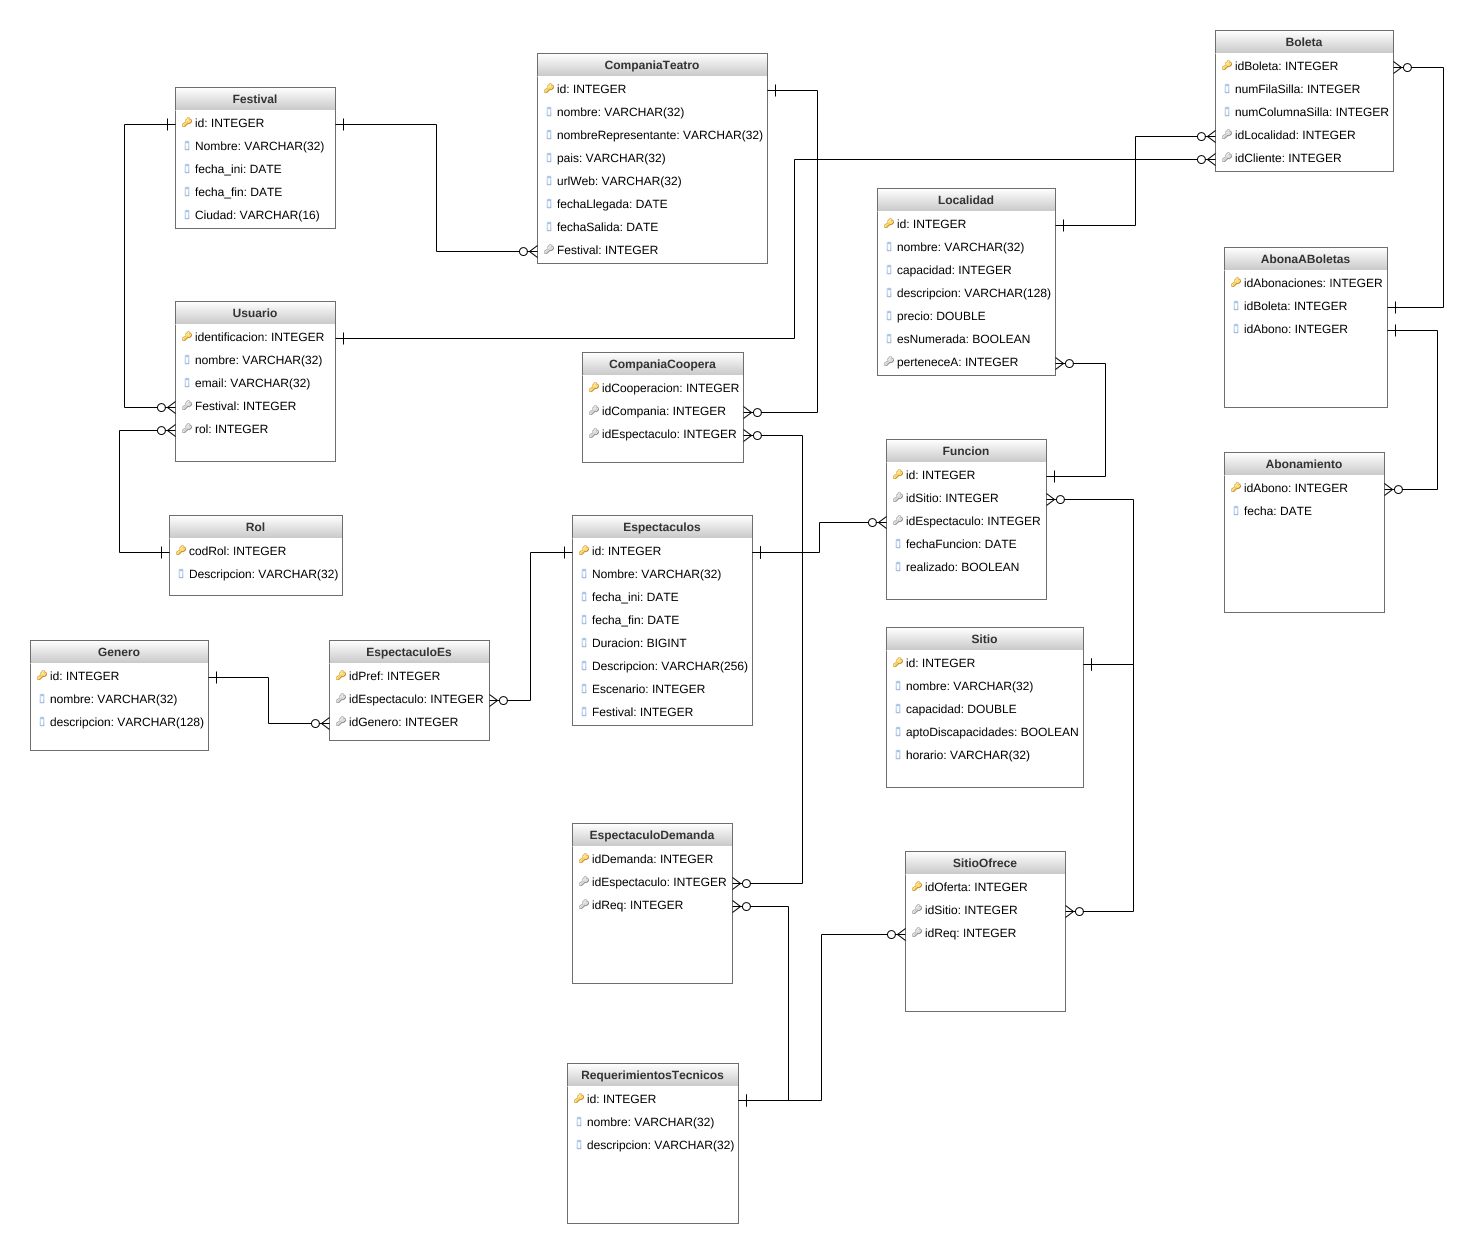 Festival
id: INTEGER
Nombre: VARCHAR(32)
fecha_ini: DATE
fecha_fin: DATE
Ciudad: VARCHAR(16)
CompaniaTeatro
id: INTEGER
nombre: VARCHAR(32)
nombreRepresentante: VARCHAR(32)
pais: VARCHAR(32)
urlWeb: VARCHAR(32)
fechaLlegada: DATE
fechaSalida: DATE
Festival: INTEGER
Boleta
idBoleta: INTEGER
numFilaSilla: INTEGER
numColumnaSilla: INTEGER
idLocalidad: INTEGER
idCliente: INTEGER
Localidad
id: INTEGER
nombre: VARCHAR(32)
capacidad: INTEGER
descripcion: VARCHAR(128)
precio: DOUBLE
esNumerada: BOOLEAN
perteneceA: INTEGER
AbonaABoletas
idAbonaciones: INTEGER
idBoleta: INTEGER
idAbono: INTEGER
Usuario
identificacion: INTEGER
nombre: VARCHAR(32)
email: VARCHAR(32)
Festival: INTEGER
rol: INTEGER
CompaniaCoopera
idCooperacion: INTEGER
idCompania: INTEGER
idEspectaculo: INTEGER
Funcion
id: INTEGER
idSitio: INTEGER
idEspectaculo: INTEGER
fechaFuncion: DATE
realizado: BOOLEAN
Abonamiento
idAbono: INTEGER
fecha: DATE
Rol
codRol: INTEGER
Descripcion: VARCHAR(32)
Espectaculos
id: INTEGER
Nombre: VARCHAR(32)
fecha_ini: DATE
fecha_fin: DATE
Duracion: BIGINT
Descripcion: VARCHAR(256)
Escenario: INTEGER
Festival: INTEGER
Genero
id: INTEGER
nombre: VARCHAR(32)
descripcion: VARCHAR(128)
EspectaculoEs
idPref: INTEGER
idEspectaculo: INTEGER
idGenero: INTEGER
Sitio
id: INTEGER
nombre: VARCHAR(32)
capacidad: DOUBLE
aptoDiscapacidades: BOOLEAN
horario: VARCHAR(32)
EspectaculoDemanda
idDemanda: INTEGER
idEspectaculo: INTEGER
idReq: INTEGER
SitioOfrece
idOferta: INTEGER
idSitio: INTEGER
idReq: INTEGER
RequerimientosTecnicos
id: INTEGER
nombre: VARCHAR(32)
descripcion: VARCHAR(32)